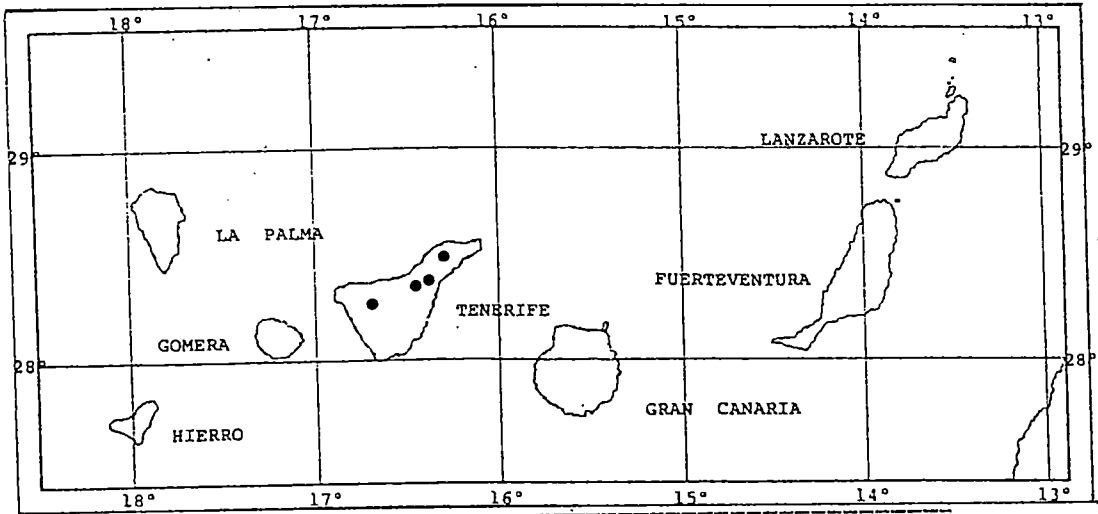 18° 17° 16° 15° 14° 13°
LANZAROTE
29° 29°
LA PALMA
FUERTEVENTURA
TENERIFE
GOMERA
28° 28°
GRAN CANARIA
HIERRO
18° 17° 16° 15° 14° 13°